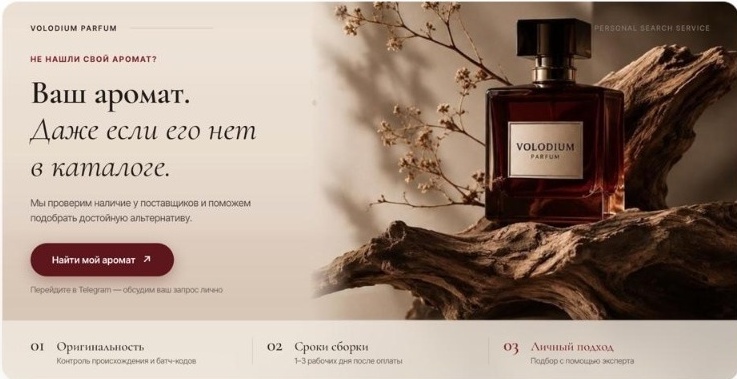 VOLODIUM PARFUM
PERSONAL SEARCH SERVICE
НЕ НАШЛИ СВОЙ АРОМАТ?
Ваш аромат.
Даже если его нет
в каталоге.
Мы проверим наличие у поставщиков и поможем
подобрать достойную альтернативу.
Найти мой аромат ↗
Перейдите в Telegram — обсудим ваш запрос лично
VOLODIUM
PARFUM
01 Оригинальность
Контроль происхождения и батч-кодов
02 Сроки сборки
1–3 рабочих дня после оплаты
03 Личный подход
Подбор с помощью эксперта